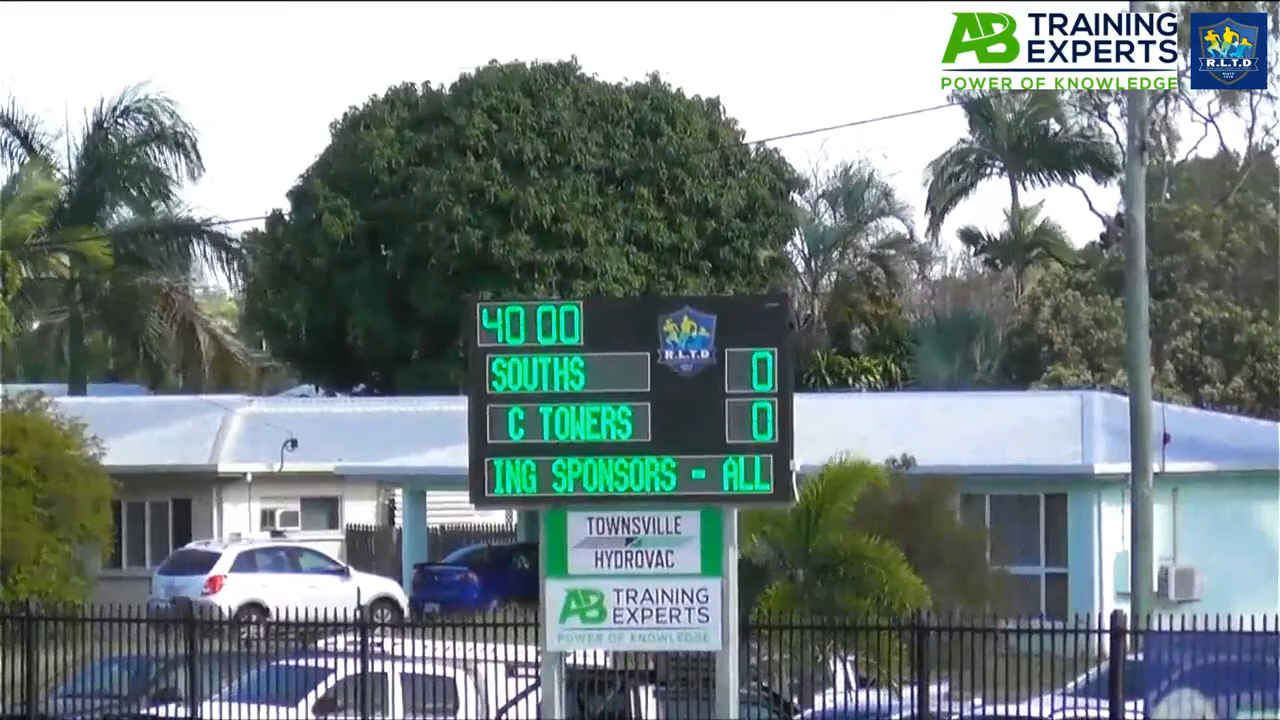 AB TRAINING
EXPERTS
POWER OF KNOWLEDGE
R.L.T.D
40 00
R.L.T.D
SOUTHS 0
C TOWERS 0
ING SPONSORS - ALL
TOWNSVILLE
HYDROVAC
AB TRAINING
EXPERTS
POWER OF KNOWLEDGE